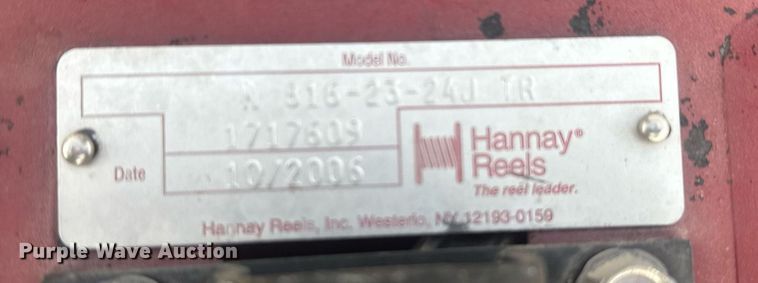 Model No.
816-23-24J TR
1717609
Date 10/2006
Hannay®
Reels
The reel leader.
Hannay Reels, Inc. Westerlo, NY 12193-0159
Purple Wave Auction